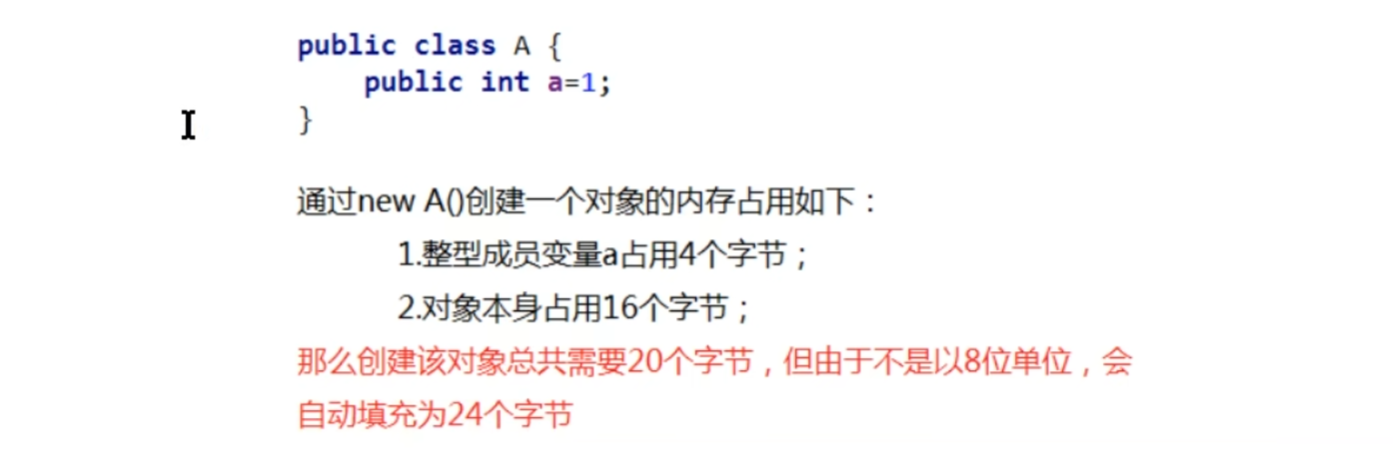 public class A {
public int a=1;
}
通过new A()创建一个对象的内存占用如下：
1.整型成员变量a占用4个字节；
2.对象本身占用16个字节；
那么创建该对象总共需要20个字节，但由于不是以8位单位，会
自动填充为24个字节